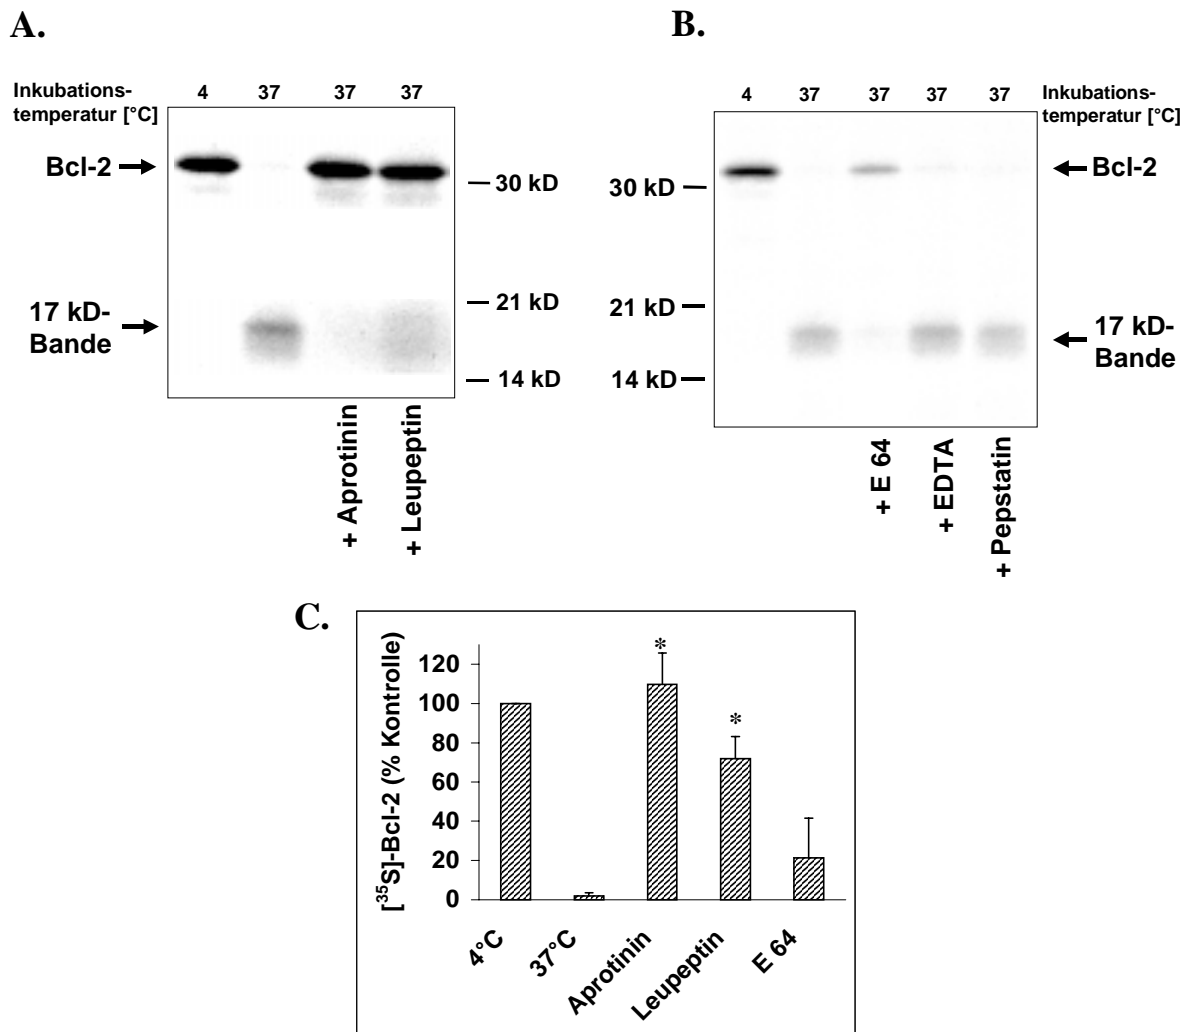 A.
Inkubations-
temperatur [°C]
4 37 37 37
Bcl-2
30 kD
17 kD-
Bande
21 kD
14 kD
+ Aprotinin
+ Leupeptin
B.
4 37 37 37 37
Inkubations-
temperatur [°C]
30 kD
Bcl-2
21 kD
17 kD-
Bande
14 kD
+ E 64
+ EDTA
+ Pepstatin
C.
[³⁵S]-Bcl-2 (% Kontrolle)
120
100
80
60
40
20
0
*
*
4°C
37°C
Aprotinin
Leupeptin
E 64